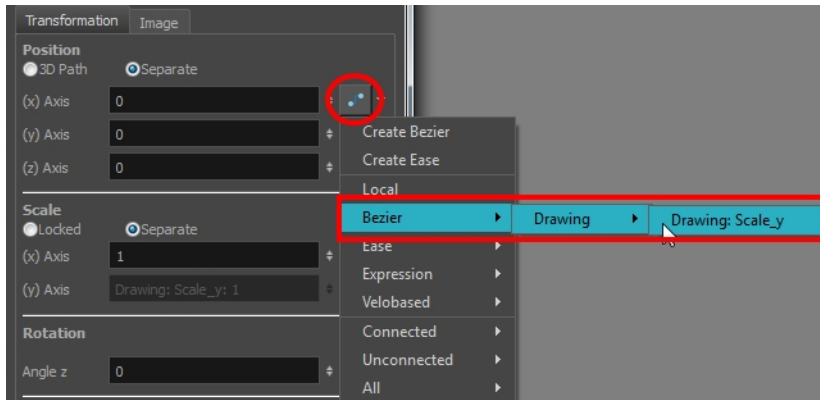 Transformation Image
Position
3D Path Separate
(x) Axis 0
(y) Axis 0
(z) Axis 0
Scale
Locked Separate
(x) Axis 1
(y) Axis Drawing: Scale_y: 1
Rotation
Angle z 0
Create Bezier
Create Ease
Local
Bezier Drawing Drawing: Scale_y
Ease
Expression
Velobased
Connected
Unconnected
All